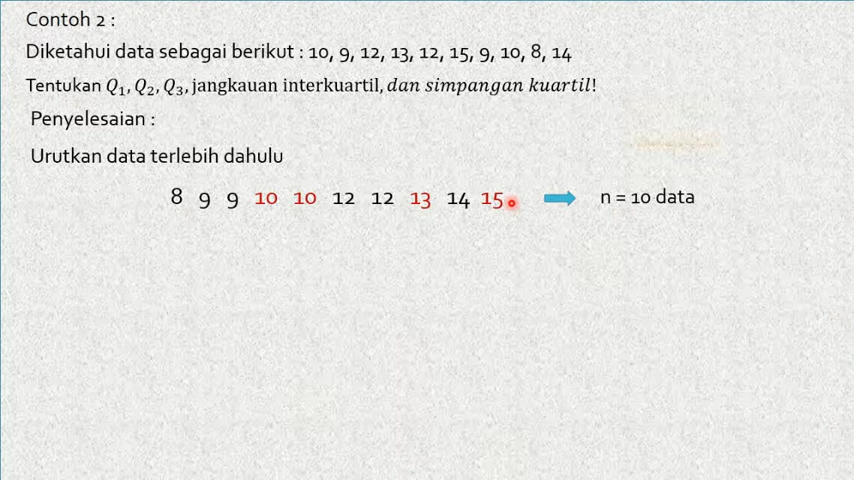 Contoh 2 :
Diketahui data sebagai berikut : 10, 9, 12, 13, 12, 15, 9, 10, 8, 14
Tentukan Q₁, Q₂, Q₃, jangkauan interkuartil, dan simpangan kuartil!
Penyelesaian :
Urutkan data terlebih dahulu
8 9 9 10 10 12 12 13 14 15 n = 10 data